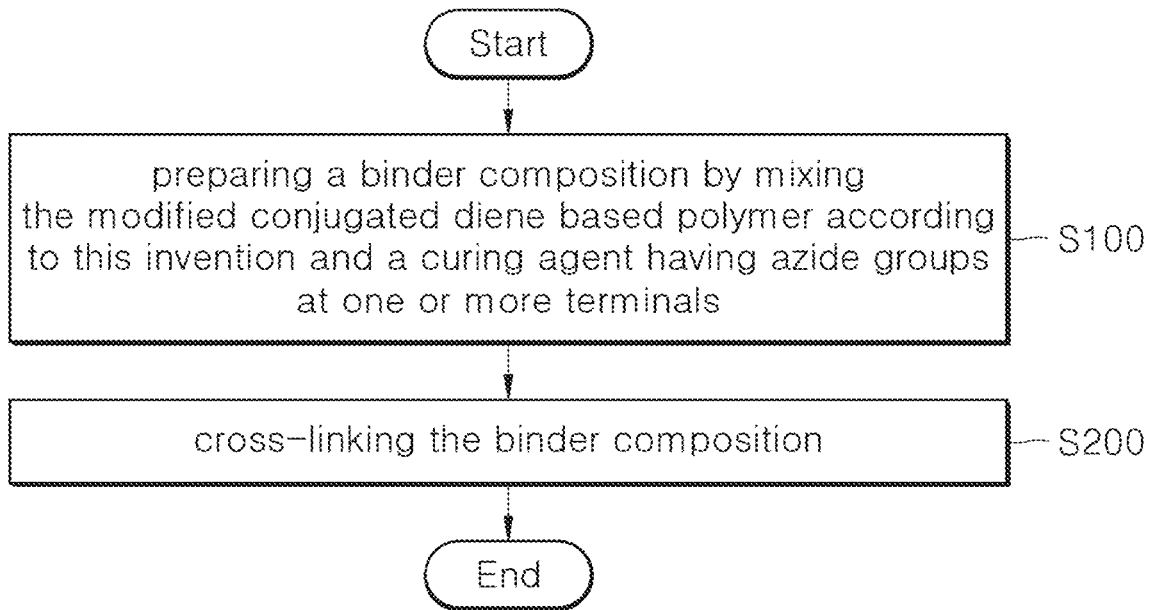 Start
preparing a binder composition by mixing
the modified conjugated diene based polymer according
to this invention and a curing agent having azide groups
at one or more terminals
S100
cross-linking the binder composition
S200
End